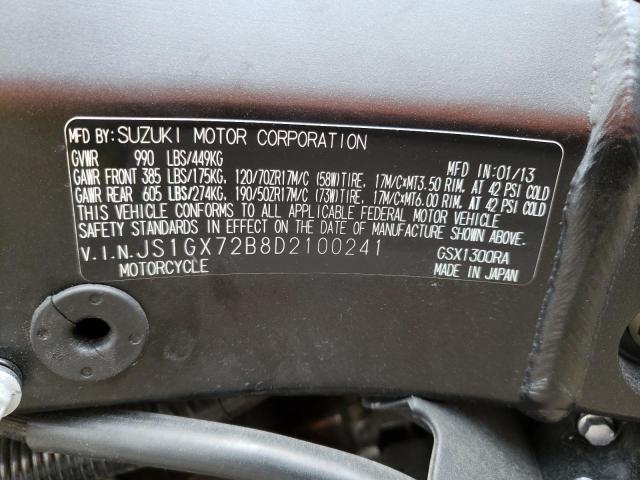 MFD BY: SUZUKI MOTOR CORPORATION
GVWR 990 LBS/449KG MFD IN: 01/13
GAWR FRONT 385 LBS/175KG, 120/70ZR17M/C (58W)TIRE, 17M/C×MT3.50 RIM, AT 42 PSI COLD
GAWR REAR 605 LBS/274KG, 190/50ZR17M/C (73W)TIRE, 17M/C×MT6.00 RIM, AT 42 PSI COLD
THIS VEHICLE CONFORMS TO ALL APPLICABLE FEDERAL MOTOR VEHICLE
SAFETY STANDARDS IN EFFECT ON THE DATE OF MANUFACTURE SHOWN ABOVE.
V.I.N. JS1GX72B8D2100241 GSX1300RA
MOTORCYCLE MADE IN JAPAN